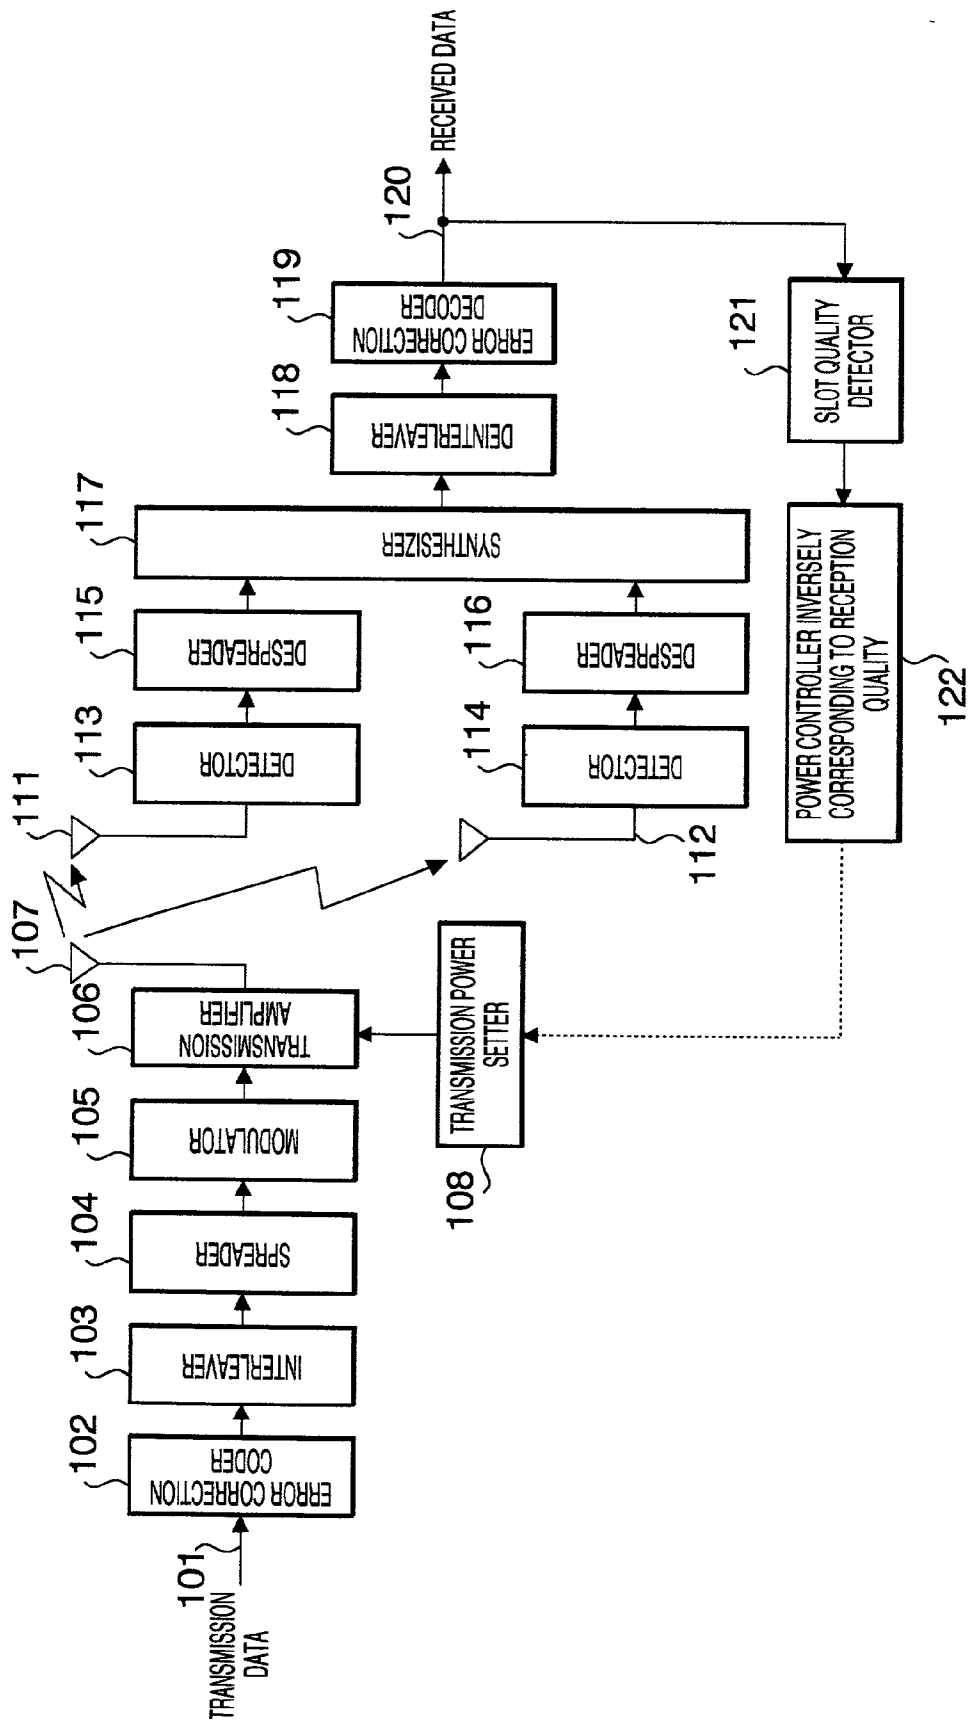 TRANSMISSION
DATA
101
102
ERROR CORRECTION
CODER
103
INTERLEAVER
104
SPREADER
105
MODULATOR
106
TRANSMISSION
AMPLIFIER
107
108
TRANSMISSION POWER
SETTER
111
112
113
DETECTOR
114
DETECTOR
115
DESPREADER
116
DESPREADER
117
SYNTHESIZER
118
DEINTERLEAVER
119
ERROR CORRECTION
DECODER
120
RECEIVED DATA
121
SLOT QUALITY
DETECTOR
POWER CONTROLLER INVERSELY
CORRESPONDING TO RECEPTION
QUALITY
122